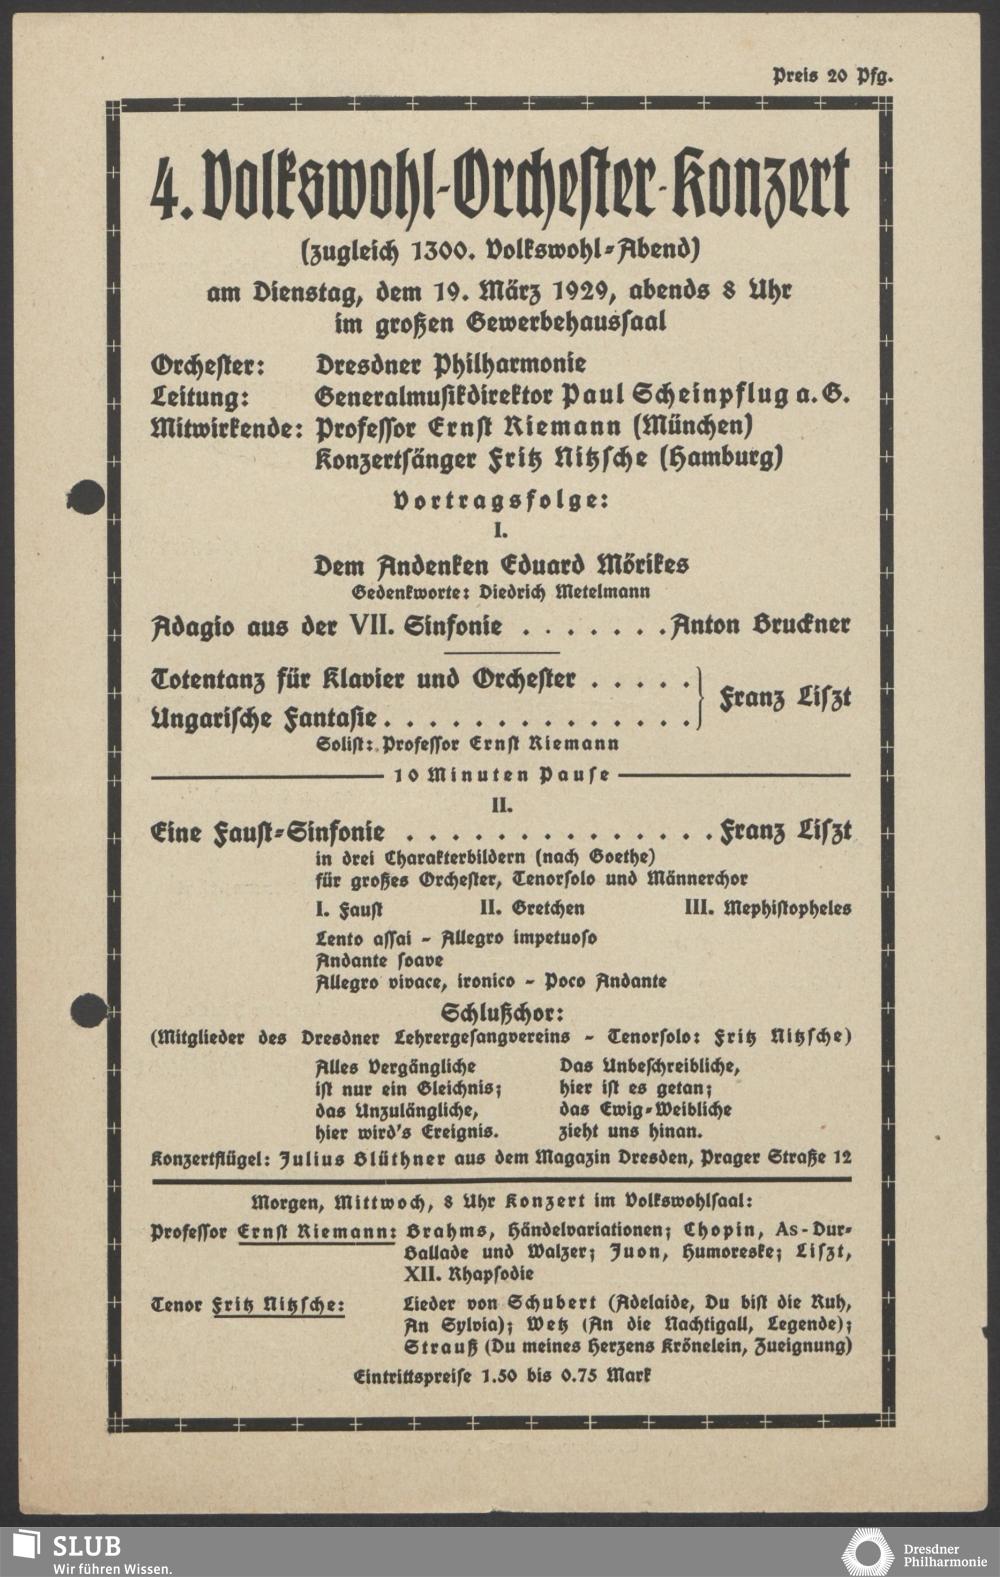 Preis 20 Pfg.
4. Volkswohl-Orchester-Konzert
(zugleich 1300. Volkswohl-Abend)
am Dienstag, dem 19. März 1929, abends 8 Uhr
im großen Gewerbehaussaal
Orchester: Dresdner Philharmonie
Leitung: Generalmusikdirektor Paul Scheinpflug a. G.
Mitwirkende: Professor Ernst Riemann (München)
Konzertsänger Fritz Nitzsche (Hamburg)
Vortragsfolge:
I.
Dem Andenken Eduard Mörikes
Gedenkworte: Diedrich Metelmann
Adagio aus der VII. Sinfonie . . . . . . . Anton Bruckner
Totentanz für Klavier und Orchester . . . . .
Ungarische Fantasie . . . . . . . . . . . . . . } Franz Liszt
Solist: Professor Ernst Riemann
10 Minuten Pause
II.
Eine Faust-Sinfonie . . . . . . . . . . . . . . Franz Liszt
in drei Charakterbildern (nach Goethe)
für großes Orchester, Tenorsolo und Männerchor
I. Faust II. Gretchen III. Mephistopheles
Lento assai - Allegro impetuoso
Andante soave
Allegro vivace, ironico - Poco Andante
Schlußchor:
(Mitglieder des Dresdner Lehrergesangvereins - Tenorsolo: Fritz Nitzsche)
Alles Vergängliche
ist nur ein Gleichnis;
das Unzulängliche,
hier wird's Ereignis.
Das Unbeschreibliche,
hier ist es getan;
das Ewig-Weibliche
zieht uns hinan.
Konzertflügel: Julius Blüthner aus dem Magazin Dresden, Prager Straße 12
Morgen, Mittwoch, 8 Uhr Konzert im Volkswohlsaal:
Professor Ernst Riemann: Brahms, Händelvariationen; Chopin, As-Dur-
Ballade und Walzer; Juon, Humoreske; Liszt,
XII. Rhapsodie
Tenor Fritz Nitzsche: Lieder von Schubert (Adelaide, Du bist die Ruh,
An Sylvia); Wetz (An die Nachtigall, Legende);
Strauß (Du meines Herzens Krönelein, Zueignung)
Eintrittspreise 1.50 bis 0.75 Mark
SLUB
Wir führen Wissen.
Dresdner
Philharmonie